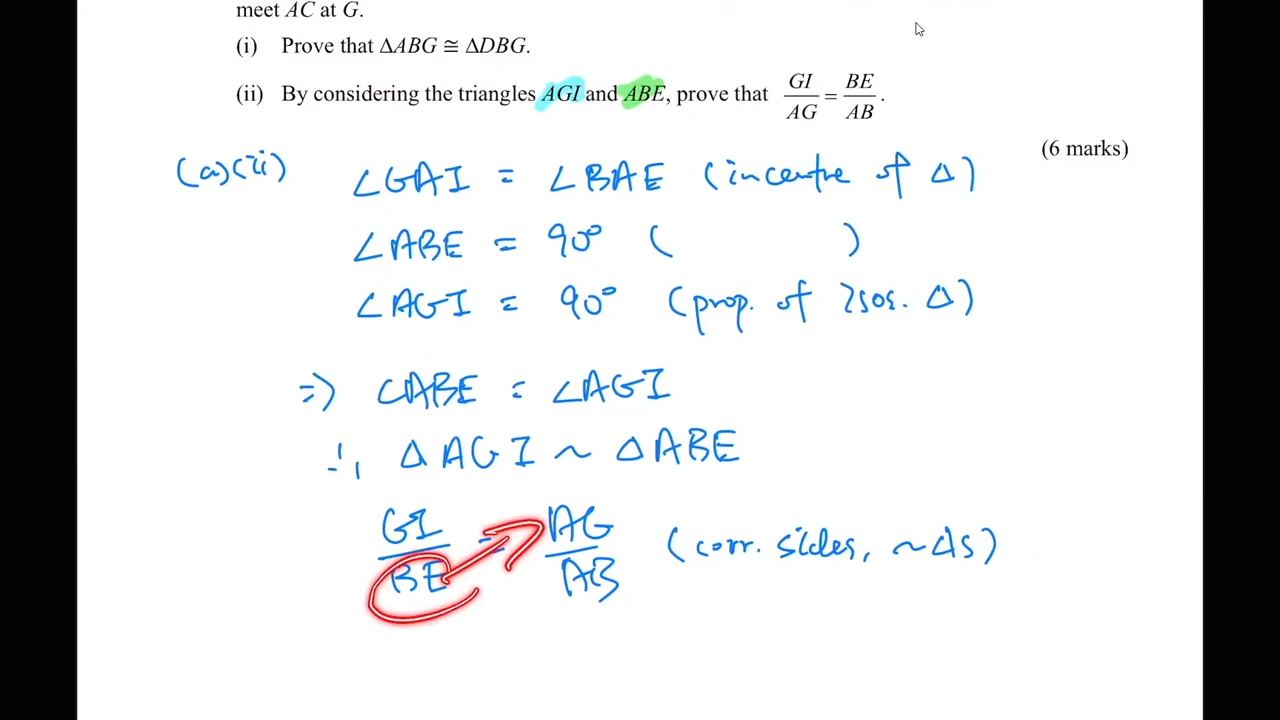 meet AC at G.
(i) Prove that ΔABG ≅ ΔDBG.
(ii) By considering the triangles AGI and ABE, prove that GI/AG = BE/AB.
(6 marks)
(a)(ii) ∠GAI = ∠BAE (incentre of Δ)
∠ABE = 90° ( )
∠AGI = 90° (prop. of isos. Δ)
⇒ ∠ABE = ∠AGI
∴ ΔAGI ~ ΔABE
GI/BE = AG/AB (corr. sides, ~Δs)